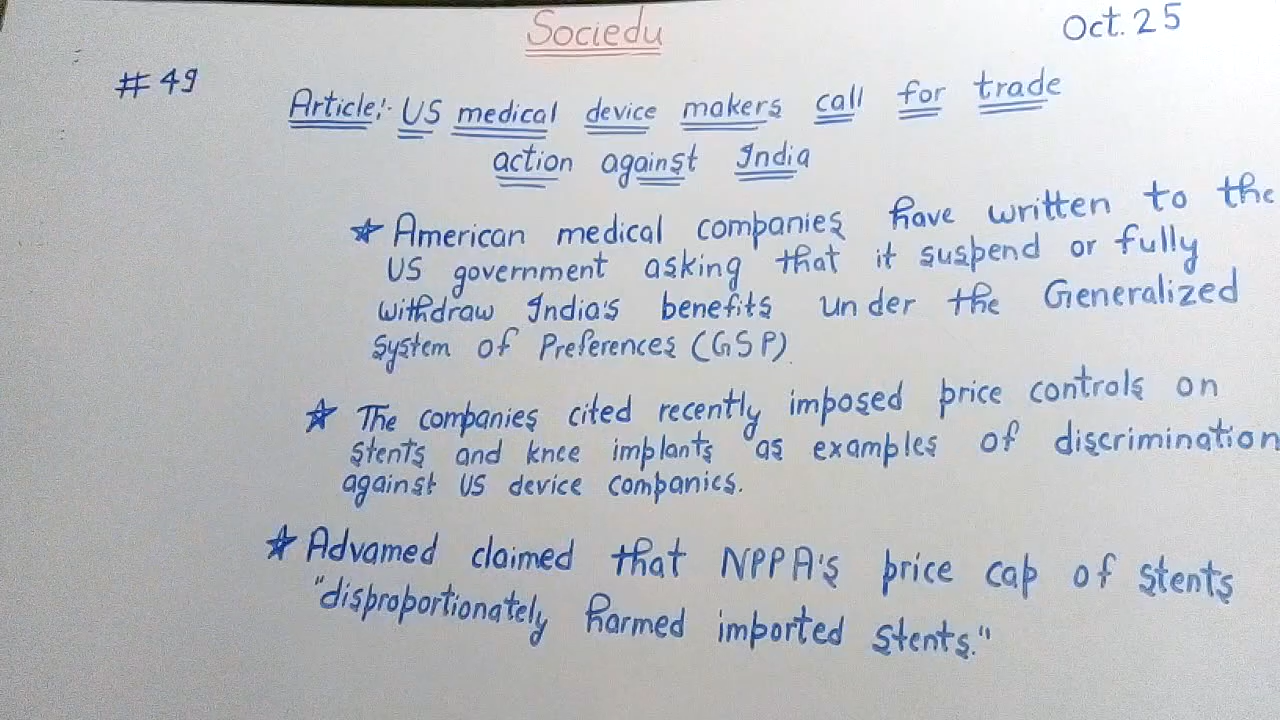 Sociedu
Oct. 25
# 49
Article:- US medical device makers call for trade
action against India
★ American medical companies have written to the
US government asking that it suspend or fully
withdraw India's benefits under the Generalized
System of Preferences (GSP)
★ The companies cited recently imposed price controls on
stents and knee implants as examples of discrimination
against US device companies.
★ Advamed claimed that NPPA's price cap of stents
"disproportionately harmed imported stents."